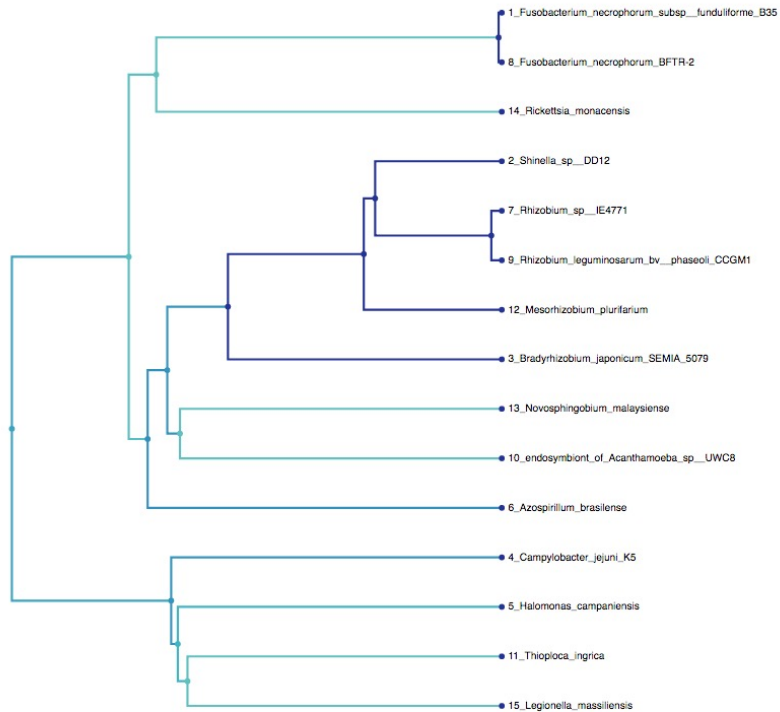 1_Fusobacterium_necrophorum_subsp__funduliforme_B35
8_Fusobacterium_necrophorum_BFTR-2
14_Rickettsia_monacensis
2_Shinella_sp__DD12
7_Rhizobium_sp__IE4771
9_Rhizobium_leguminosarum_bv__phaseoli_CCGM1
12_Mesorhizobium_plurifarium
3_Bradyrhizobium_japonicum_SEMIA_5079
13_Novosphingobium_malaysiense
10_endosymbiont_of_Acanthamoeba_sp__UWC8
6_Azospirillum_brasilense
4_Campylobacter_jejuni_K5
5_Halomonas_campaniensis
11_Thioploca_ingrica
15_Legionella_massiliensis